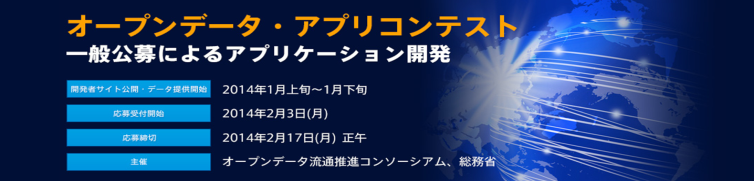 オープンデータ・アプリコンテスト
一般公募によるアプリケーション開発
開発者サイト公開・データ提供開始 2014年1月上旬～1月下旬
応募受付開始 2014年2月3日(月)
応募締切 2014年2月17日(月) 正午
主催 オープンデータ流通推進コンソーシアム、総務省